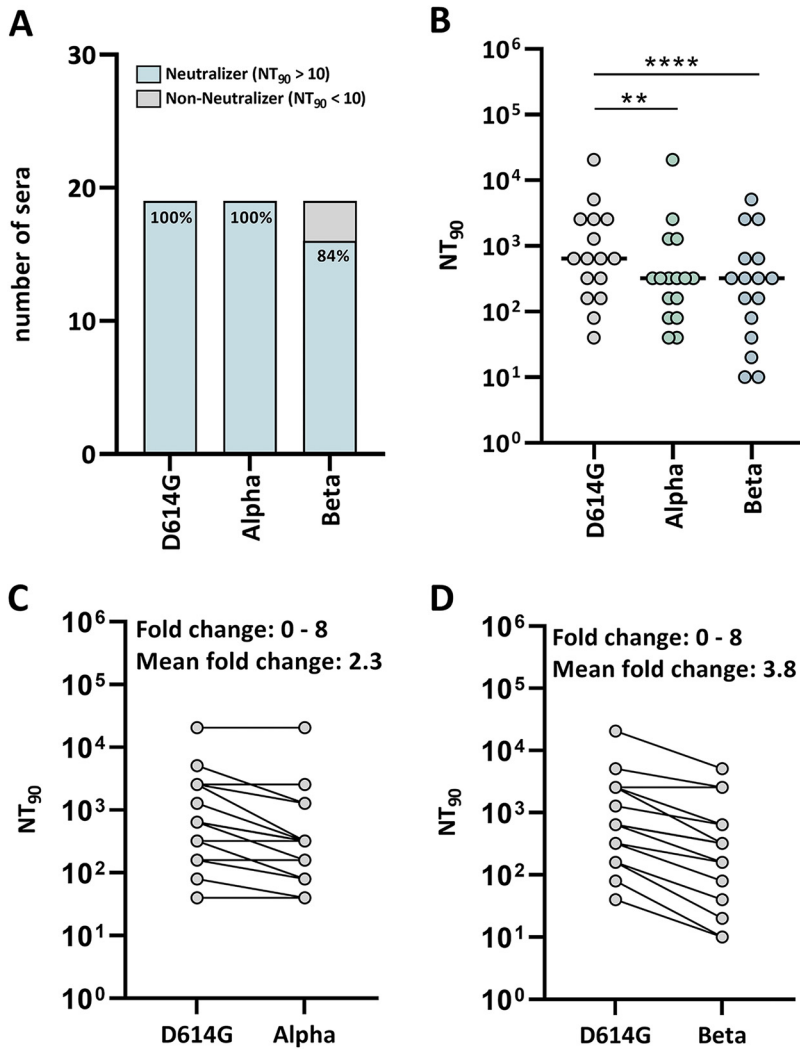 A
30
20
10
0
number of sera
Neutralizer (NT90 > 10)
Non-Neutralizer (NT90 < 10)
100%
100%
84%
D614G
Alpha
Beta
B
10^6
10^5
10^4
10^3
10^2
10^1
10^0
NT90
****
**
D614G
Alpha
Beta
C
10^6
10^5
10^4
10^3
10^2
10^1
10^0
NT90
Fold change: 0 - 8
Mean fold change: 2.3
D614G
Alpha
D
10^6
10^5
10^4
10^3
10^2
10^1
10^0
NT90
Fold change: 0 - 8
Mean fold change: 3.8
D614G
Beta